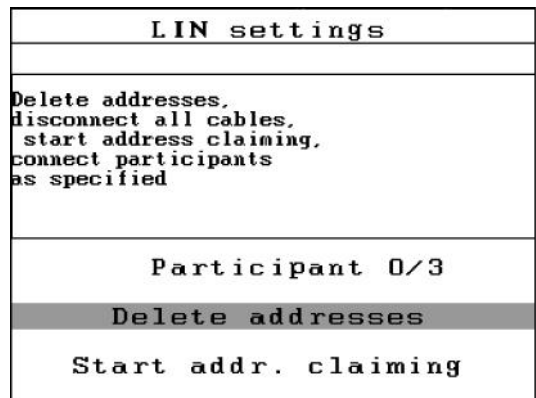 LIN settings
Delete addresses,
disconnect all cables,
start address claiming,
connect participants
as specified
Participant 0/3
Delete addresses
Start addr. claiming